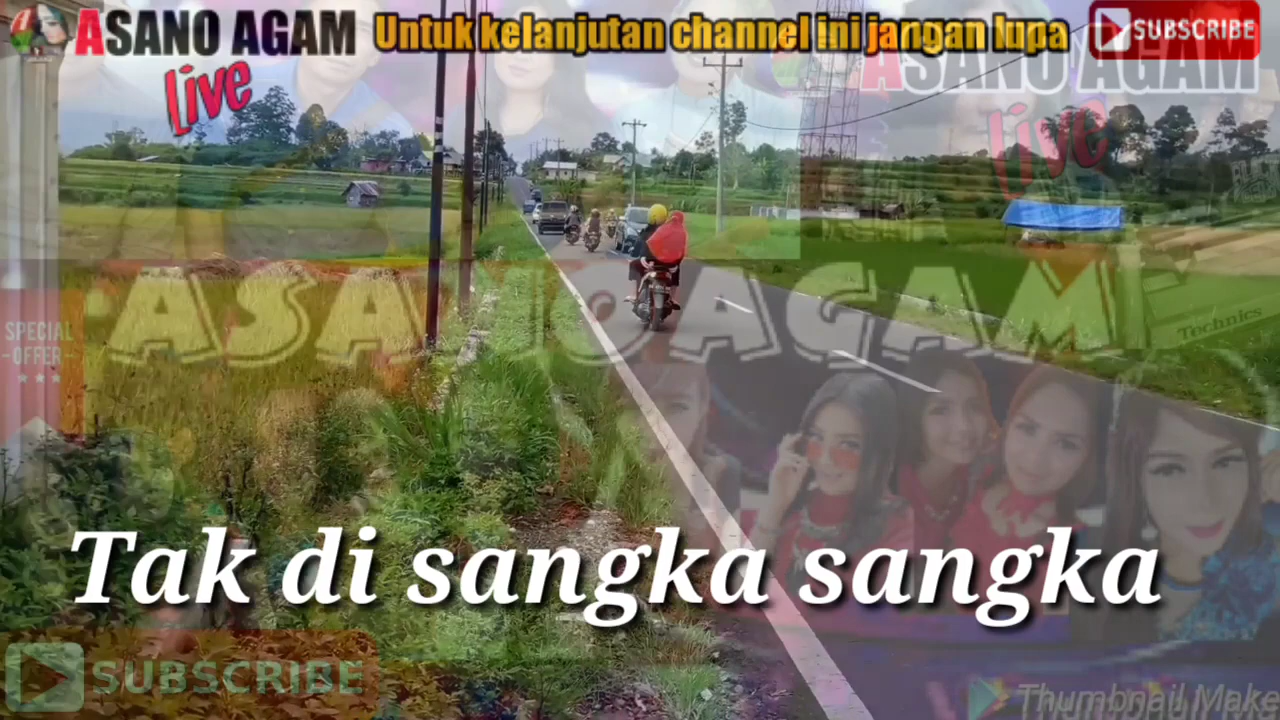 ASANO AGAM Untuk kelanjutan channel ini jangan lupa SUBSCRIBE
Live
ASANO AGAM
Live
ASANOAGAM
SPECIAL
-OFFER-
Technics
Tak di sangka sangka
SUBSCRIBE
Thumbnail Make